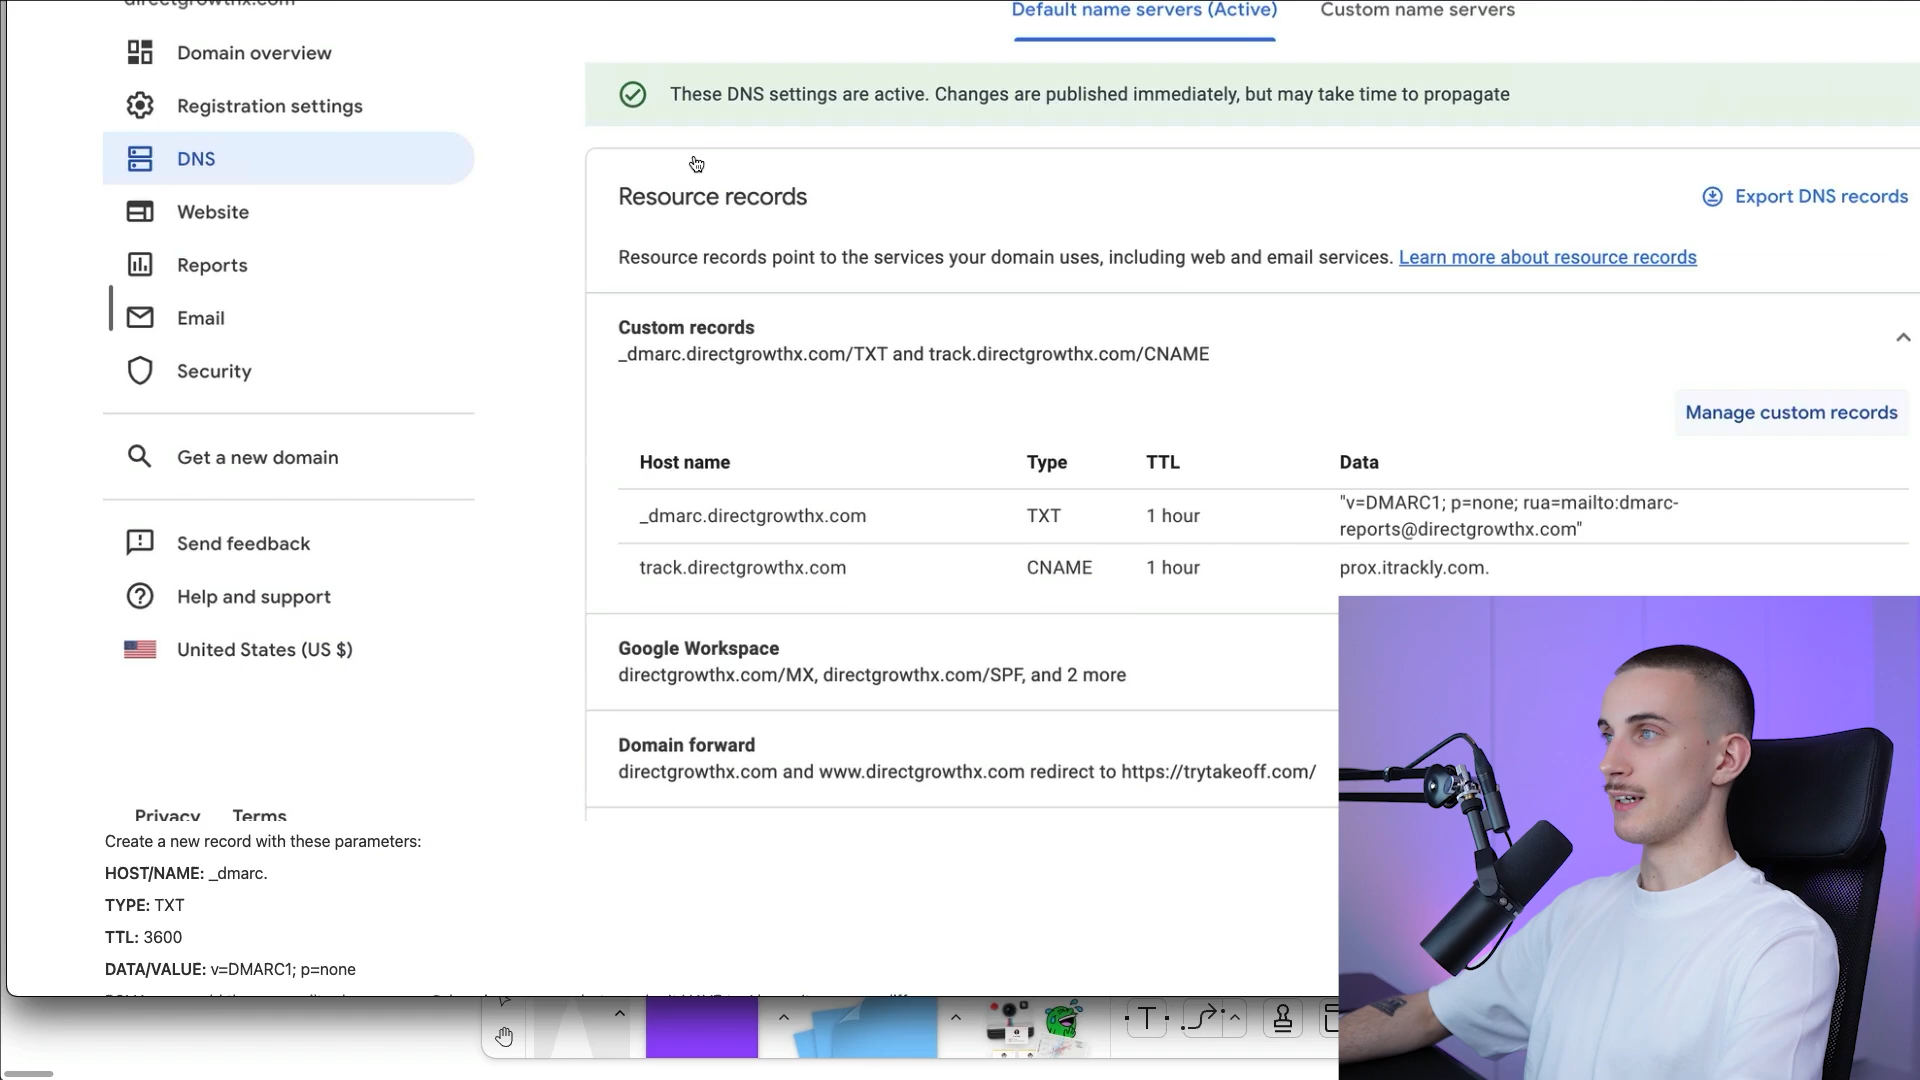 directgrowthx.com
Default name servers (Active)
Custom name servers
Domain overview
Registration settings
DNS
Website
Reports
Email
Security
Get a new domain
Send feedback
Help and support
United States (US $)
Privacy
Terms
These DNS settings are active. Changes are published immediately, but may take time to propagate
Resource records
Export DNS records
Resource records point to the services your domain uses, including web and email services. Learn more about resource records
Custom records
_dmarc.directgrowthx.com/TXT and track.directgrowthx.com/CNAME
Manage custom records
Host name Type TTL Data
_dmarc.directgrowthx.com TXT 1 hour "v=DMARC1; p=none; rua=mailto:dmarc-
reports@directgrowthx.com"
track.directgrowthx.com CNAME 1 hour prox.itrackly.com.
Google Workspace
directgrowthx.com/MX, directgrowthx.com/SPF, and 2 more
Domain forward
directgrowthx.com and www.directgrowthx.com redirect to https://trytakeoff.com/
Create a new record with these parameters:
HOST/NAME: _dmarc.
TYPE: TXT
TTL: 3600
DATA/VALUE: v=DMARC1; p=none